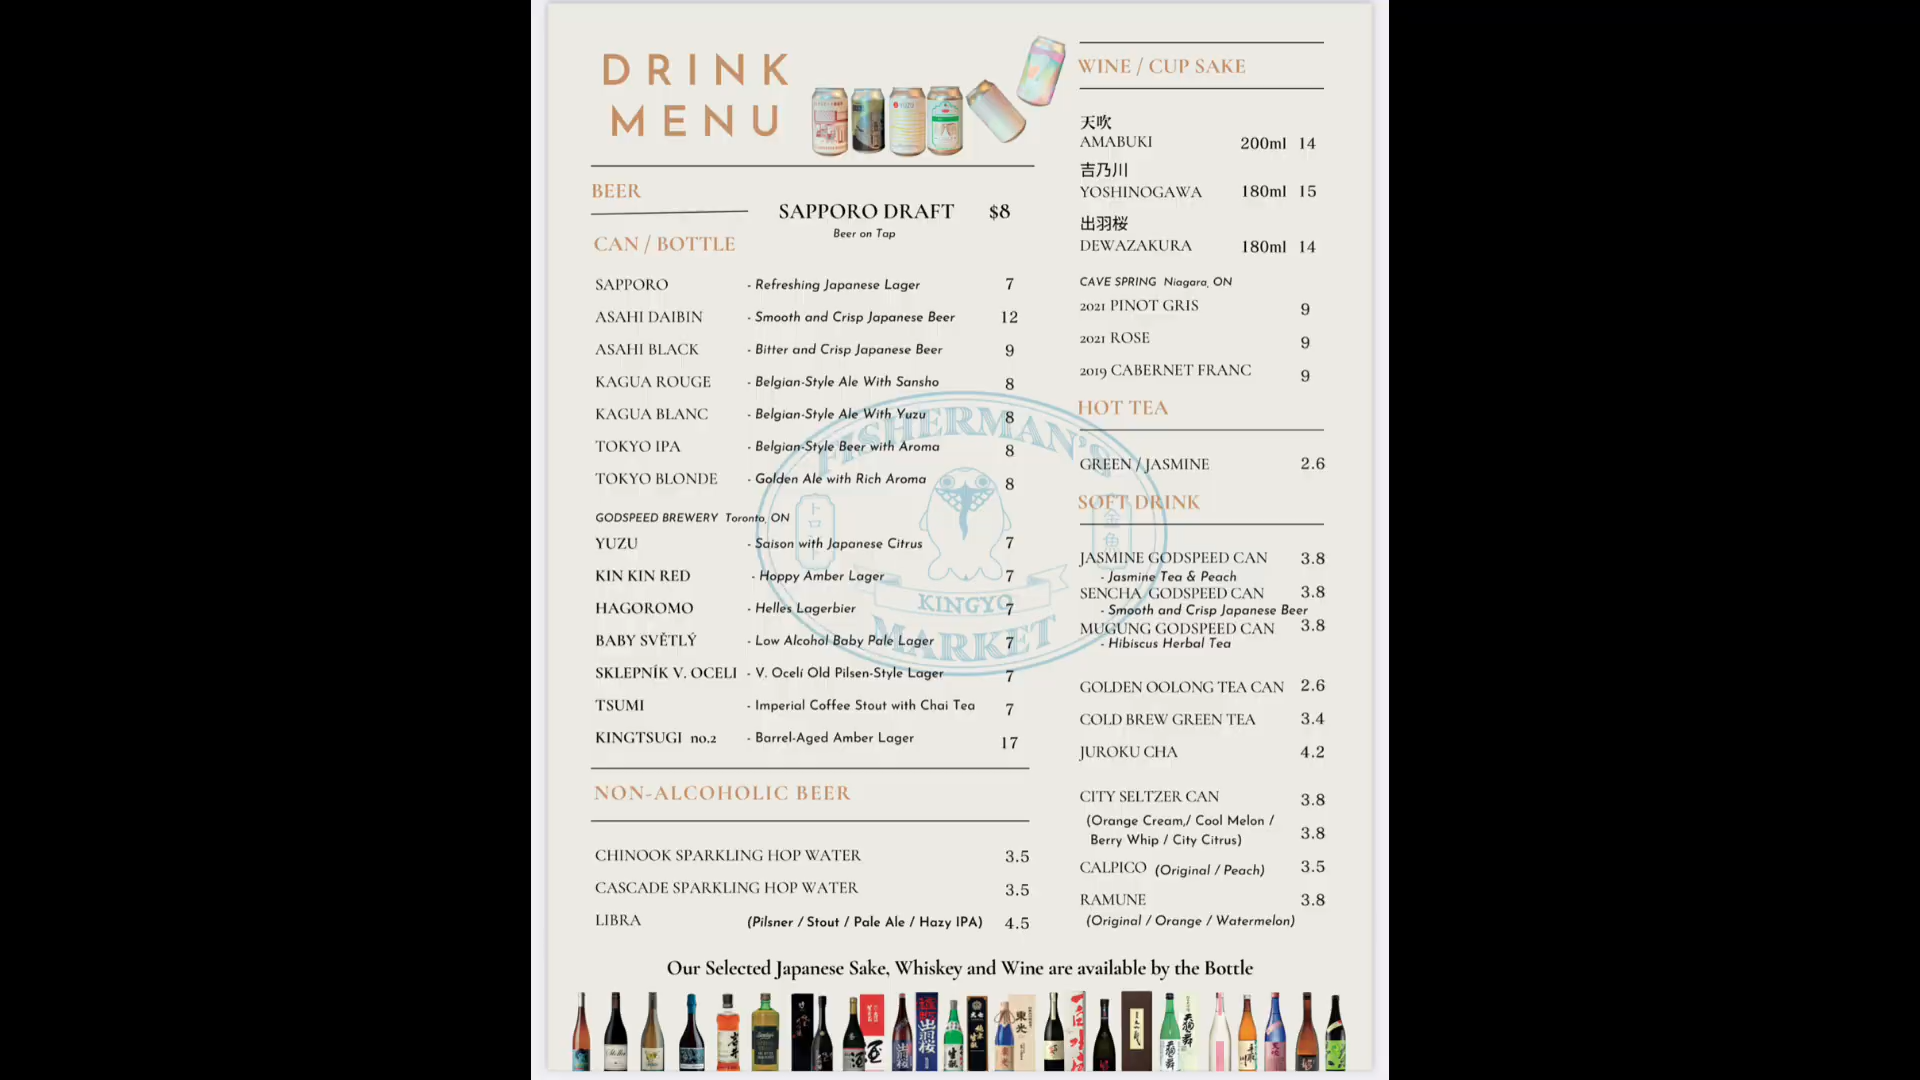 DRINK
MENU
BEER
SAPPORO DRAFT $8
Beer on Tap
CAN / BOTTLE
SAPPORO - Refreshing Japanese Lager 7
ASAHI DAIBIN - Smooth and Crisp Japanese Beer 12
ASAHI BLACK - Bitter and Crisp Japanese Beer 9
KAGUA ROUGE - Belgian-Style Ale With Sansho 8
KAGUA BLANC - Belgian-Style Ale With Yuzu 8
TOKYO IPA - Belgian-Style Beer with Aroma 8
TOKYO BLONDE - Golden Ale with Rich Aroma 8
GODSPEED BREWERY Toronto, ON
YUZU - Saison with Japanese Citrus 7
KIN KIN RED - Hoppy Amber Lager 7
HAGOROMO - Helles Lagerbier 7
BABY SVĚTLÝ - Low Alcohol Baby Pale Lager 7
SKLEPNÍK V. OCELI - V. Ocelí Old Pilsen-Style Lager 7
TSUMI - Imperial Coffee Stout with Chai Tea 7
KINGTSUGI no.2 - Barrel-Aged Amber Lager 17
NON-ALCOHOLIC BEER
CHINOOK SPARKLING HOP WATER 3.5
CASCADE SPARKLING HOP WATER 3.5
LIBRA (Pilsner / Stout / Pale Ale / Hazy IPA) 4.5
WINE / CUP SAKE
天吹
AMABUKI 200ml 14
吉乃川
YOSHINOGAWA 180ml 15
出羽桜
DEWAZAKURA 180ml 14
CAVE SPRING Niagara, ON
2021 PINOT GRIS 9
2021 ROSE 9
2019 CABERNET FRANC 9
HOT TEA
GREEN / JASMINE 2.6
SOFT DRINK
JASMINE GODSPEED CAN 3.8
- Jasmine Tea & Peach
SENCHA GODSPEED CAN 3.8
- Smooth and Crisp Japanese Beer
MUGUNG GODSPEED CAN 3.8
- Hibiscus Herbal Tea
GOLDEN OOLONG TEA CAN 2.6
COLD BREW GREEN TEA 3.4
JUROKU CHA 4.2
CITY SELTZER CAN 3.8
(Orange Cream,/ Cool Melon /
Berry Whip / City Citrus) 3.8
CALPICO (Original / Peach) 3.5
RAMUNE 3.8
(Original / Orange / Watermelon)
FISHERMAN'S
トロント
金魚
KINGYO
MARKET
Our Selected Japanese Sake, Whiskey and Wine are available by the Bottle